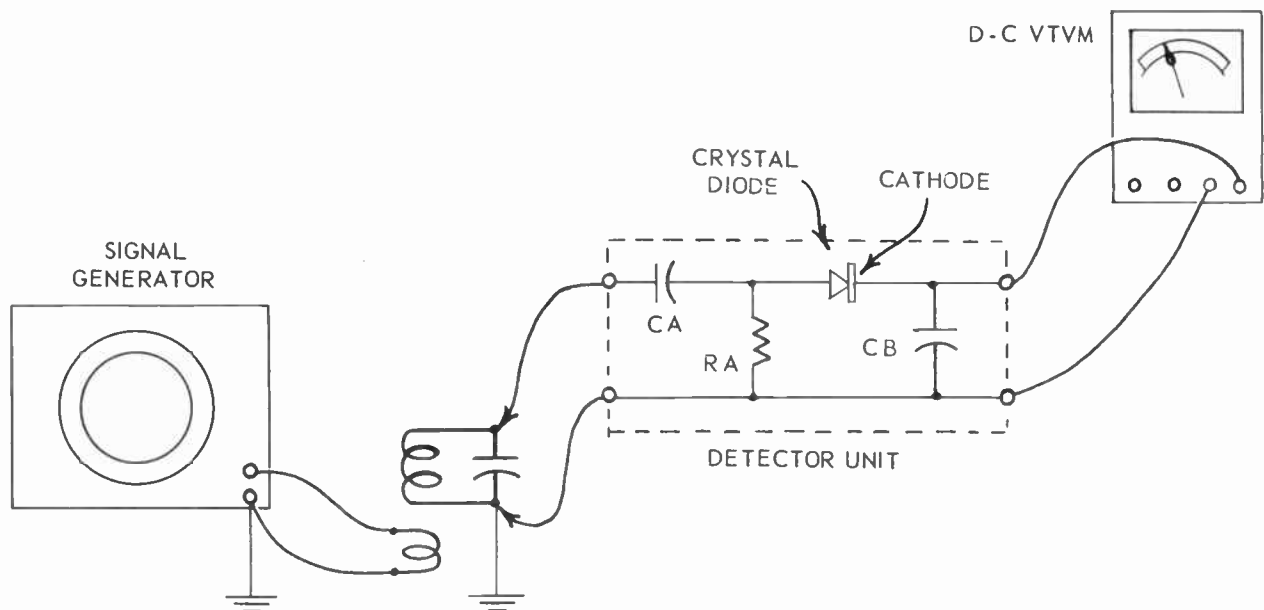 D-C VTVM
CRYSTAL
DIODE
CATHODE
SIGNAL
GENERATOR
CA
RA
CB
DETECTOR UNIT